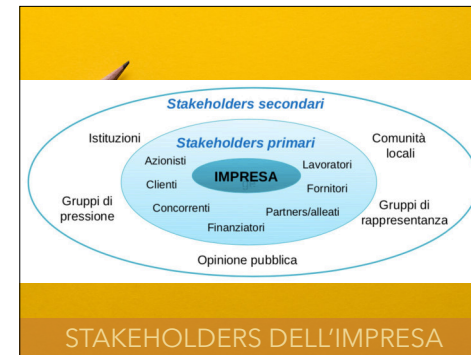 Stakeholders secondari
Istituzioni
Stakeholders primari
Comunità
locali
Azionisti
IMPRESA
Lavoratori
Clienti
Fornitori
Gruppi di
pressione
Concorrenti
Partners/alleati
Gruppi di
rappresentanza
Finanziatori
Opinione pubblica
STAKEHOLDERS DELL'IMPRESA